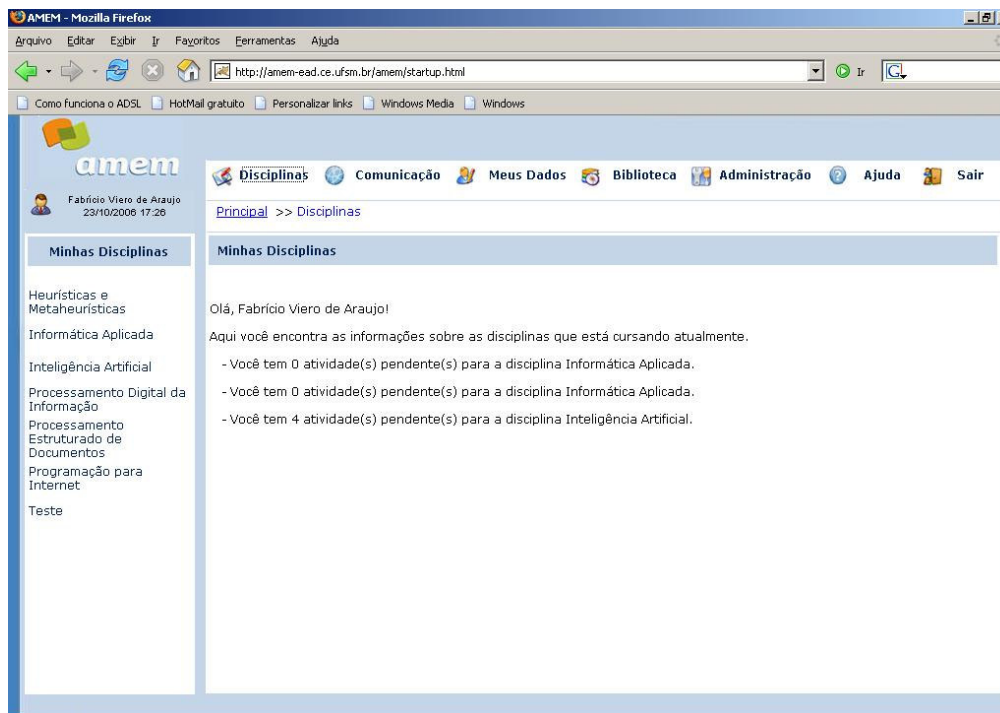 AMEM - Mozilla Firefox
Arquivo Editar Exibir Ir Favoritos Ferramentas Ajuda
http://amem-ead.ce.ufsm.br/amem/startup.html Ir
Como funciona o ADSL HotMail gratuito Personalizar links Windows Media Windows
amem
Disciplinas Comunicação Meus Dados Biblioteca Administração Ajuda Sair
Fabrício Viero de Araujo
23/10/2006 17:26
Principal >> Disciplinas
Minhas Disciplinas
Heurísticas e
Metaheurísticas
Informática Aplicada
Inteligência Artificial
Processamento Digital da
Informação
Processamento
Estruturado de
Documentos
Programação para
Internet
Teste
Minhas Disciplinas
Olá, Fabrício Viero de Araujo!
Aqui você encontra as informações sobre as disciplinas que está cursando atualmente.
- Você tem 0 atividade(s) pendente(s) para a disciplina Informática Aplicada.
- Você tem 0 atividade(s) pendente(s) para a disciplina Informática Aplicada.
- Você tem 4 atividade(s) pendente(s) para a disciplina Inteligência Artificial.